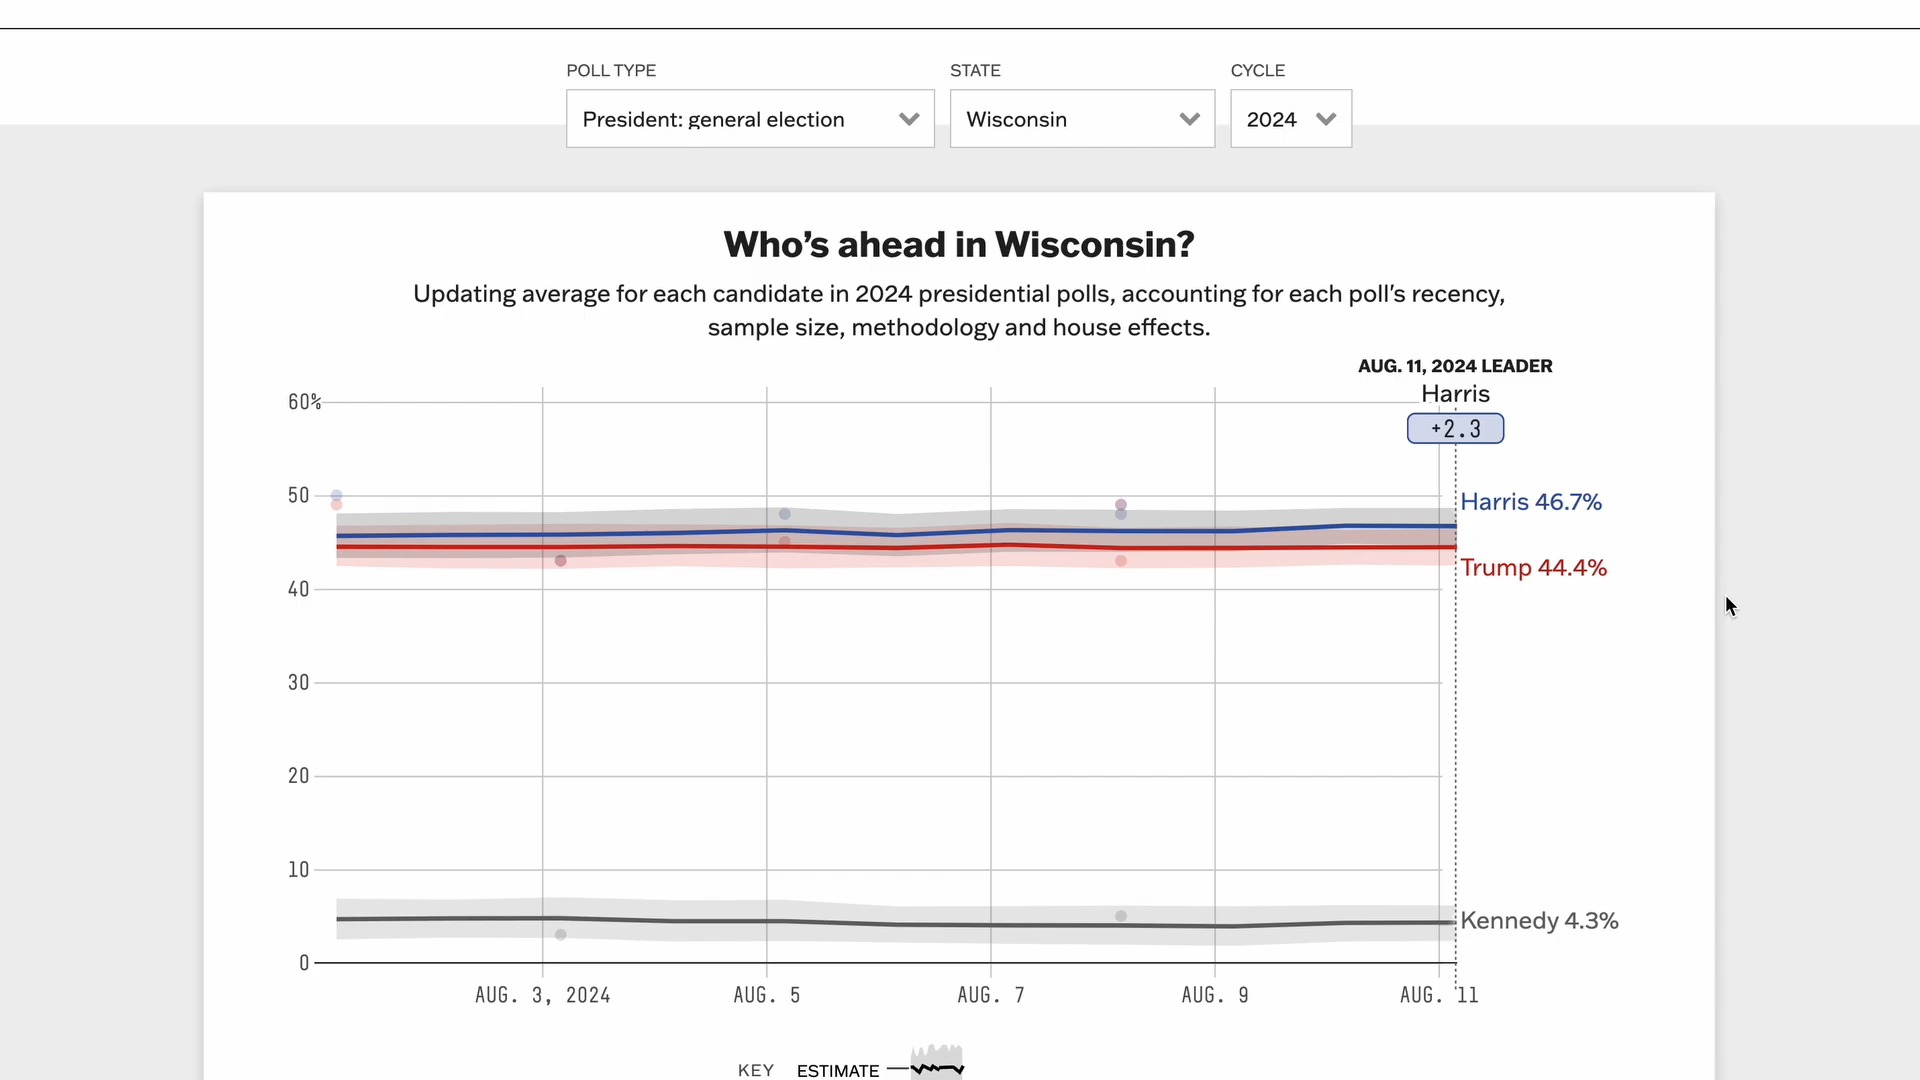 POLL TYPE STATE CYCLE
President: general election Wisconsin 2024
Who's ahead in Wisconsin?
Updating average for each candidate in 2024 presidential polls, accounting for each poll's recency,
sample size, methodology and house effects.
AUG. 11, 2024 LEADER
Harris
60%
+2.3
50
Harris 46.7%
Trump 44.4%
40
30
20
10
Kennedy 4.3%
0
AUG. 3, 2024 AUG. 5 AUG. 7 AUG. 9 AUG. 11
KEY ESTIMATE